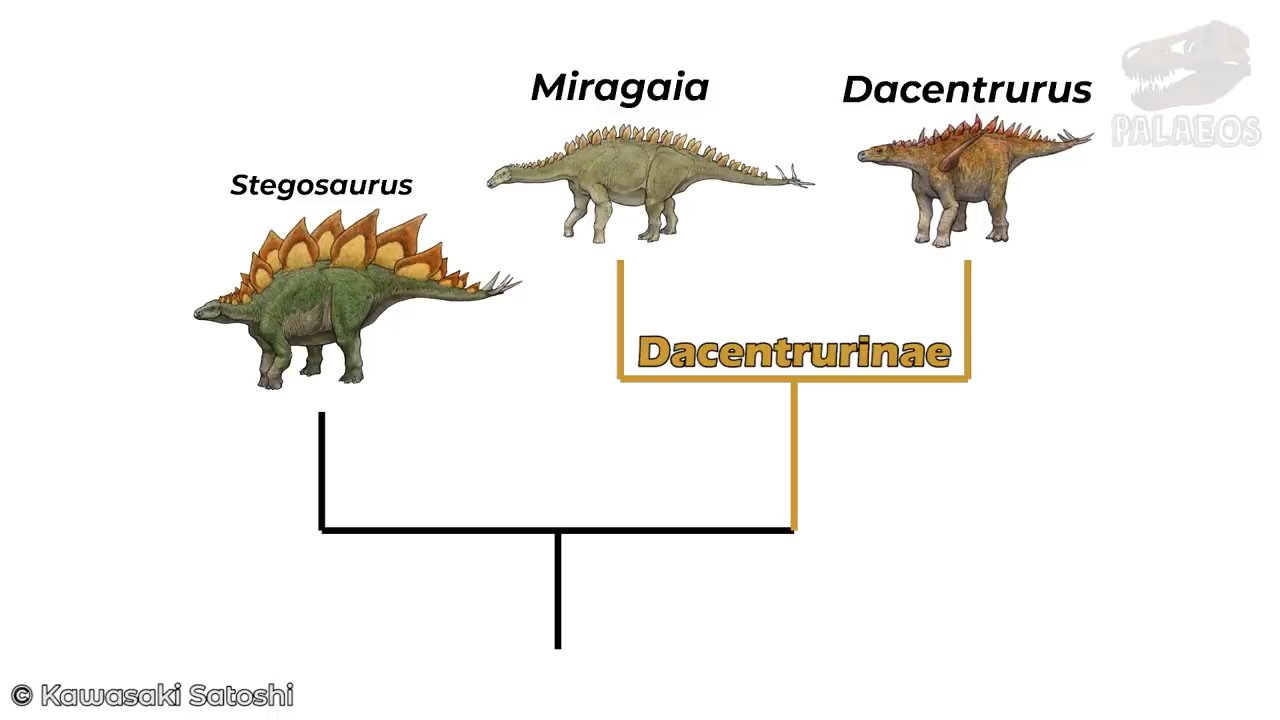 Miragaia
Dacentrurus
PALAEOS
Stegosaurus
Dacentrurinae
© Kawasaki Satoshi